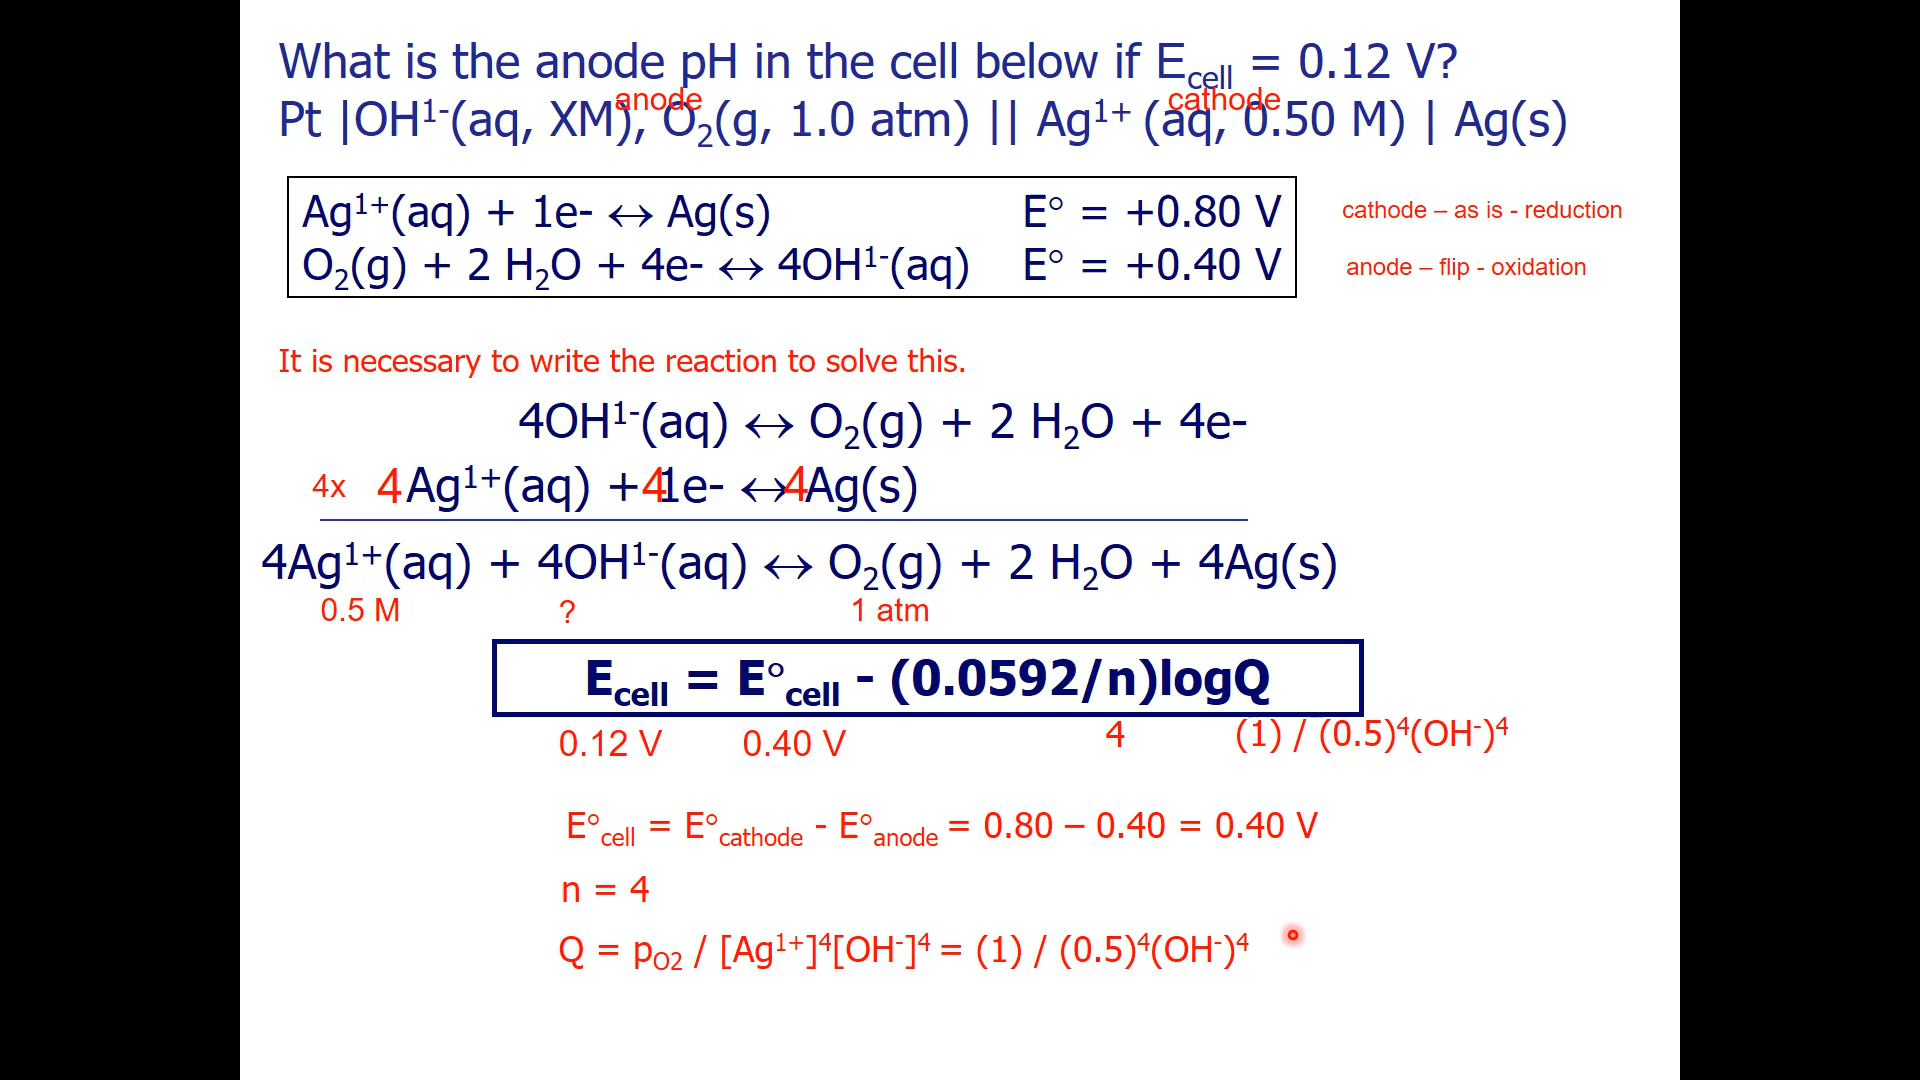 What is the anode pH in the cell below if Ecell = 0.12 V?
anode cathode
Pt |OH¹⁻(aq, XM), O₂(g, 1.0 atm) || Ag¹⁺ (aq, 0.50 M) | Ag(s)
Ag¹⁺(aq) + 1e- ↔ Ag(s) E° = +0.80 V cathode – as is - reduction
O₂(g) + 2 H₂O + 4e- ↔ 4OH¹⁻(aq) E° = +0.40 V anode – flip - oxidation
It is necessary to write the reaction to solve this.
4OH¹⁻(aq) ↔ O₂(g) + 2 H₂O + 4e-
4x 4 Ag¹⁺(aq) + 4 1e- ↔ 4 Ag(s)
4Ag¹⁺(aq) + 4OH¹⁻(aq) ↔ O₂(g) + 2 H₂O + 4Ag(s)
0.5 M ? 1 atm
Ecell = E°cell - (0.0592/n)logQ
0.12 V 0.40 V 4 (1) / (0.5)⁴(OH⁻)⁴
E°cell = E°cathode - E°anode = 0.80 – 0.40 = 0.40 V
n = 4
Q = pO2 / [Ag¹⁺]⁴[OH⁻]⁴ = (1) / (0.5)⁴(OH⁻)⁴